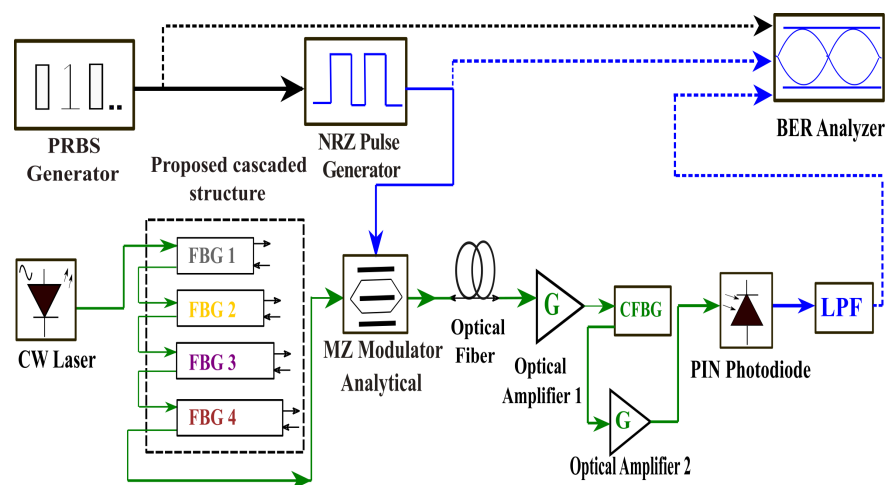 PRBS
Generator
NRZ Pulse
Generator
BER Analyzer
Proposed cascaded
structure
FBG 1
FBG 2
FBG 3
FBG 4
CW Laser
MZ Modulator
Analytical
Optical
Fiber
G
Optical
Amplifier 1
CFBG
G
Optical Amplifier 2
PIN Photodiode
LPF